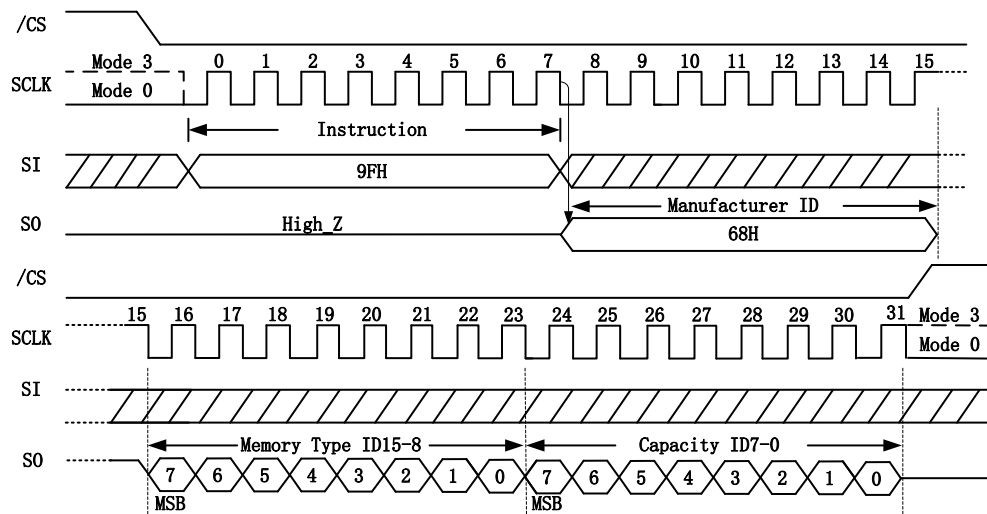 /CS
Mode 3 0 1 2 3 4 5 6 7 8 9 10 11 12 13 14 15
SCLK
Mode 0
Instruction
SI 9FH
Manufacturer ID
SO High_Z 68H
/CS
15 16 17 18 19 20 21 22 23 24 25 26 27 28 29 30 31 Mode 3
SCLK Mode 0
SI
Memory Type ID15-8 Capacity ID7-0
SO 7 6 5 4 3 2 1 0 7 6 5 4 3 2 1 0
MSB MSB